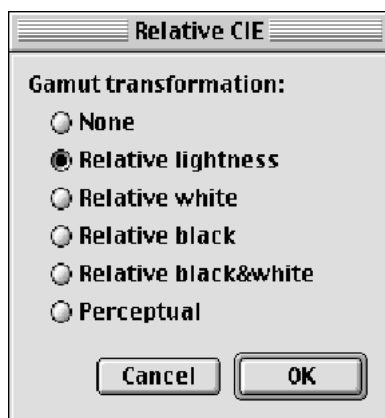 Relative CIE
Gamut transformation:
None
Relative lightness
Relative white
Relative black
Relative black&white
Perceptual
Cancel OK